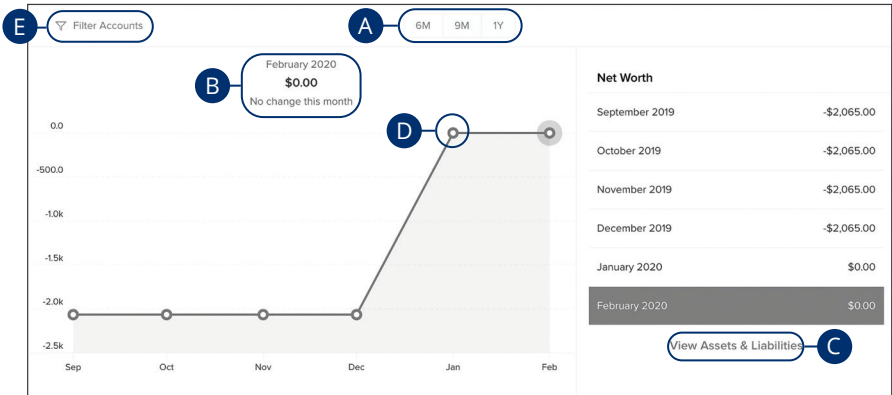 E
Filter Accounts
A
6M 9M 1Y
B
February 2020
$0.00
No change this month
D
0.0
-500.0
-1.0k
-1.5k
-2.0k
-2.5k
Sep Oct Nov Dec Jan Feb
Net Worth
September 2019 -$2,065.00
October 2019 -$2,065.00
November 2019 -$2,065.00
December 2019 -$2,065.00
January 2020 $0.00
February 2020 $0.00
View Assets & Liabilities
C